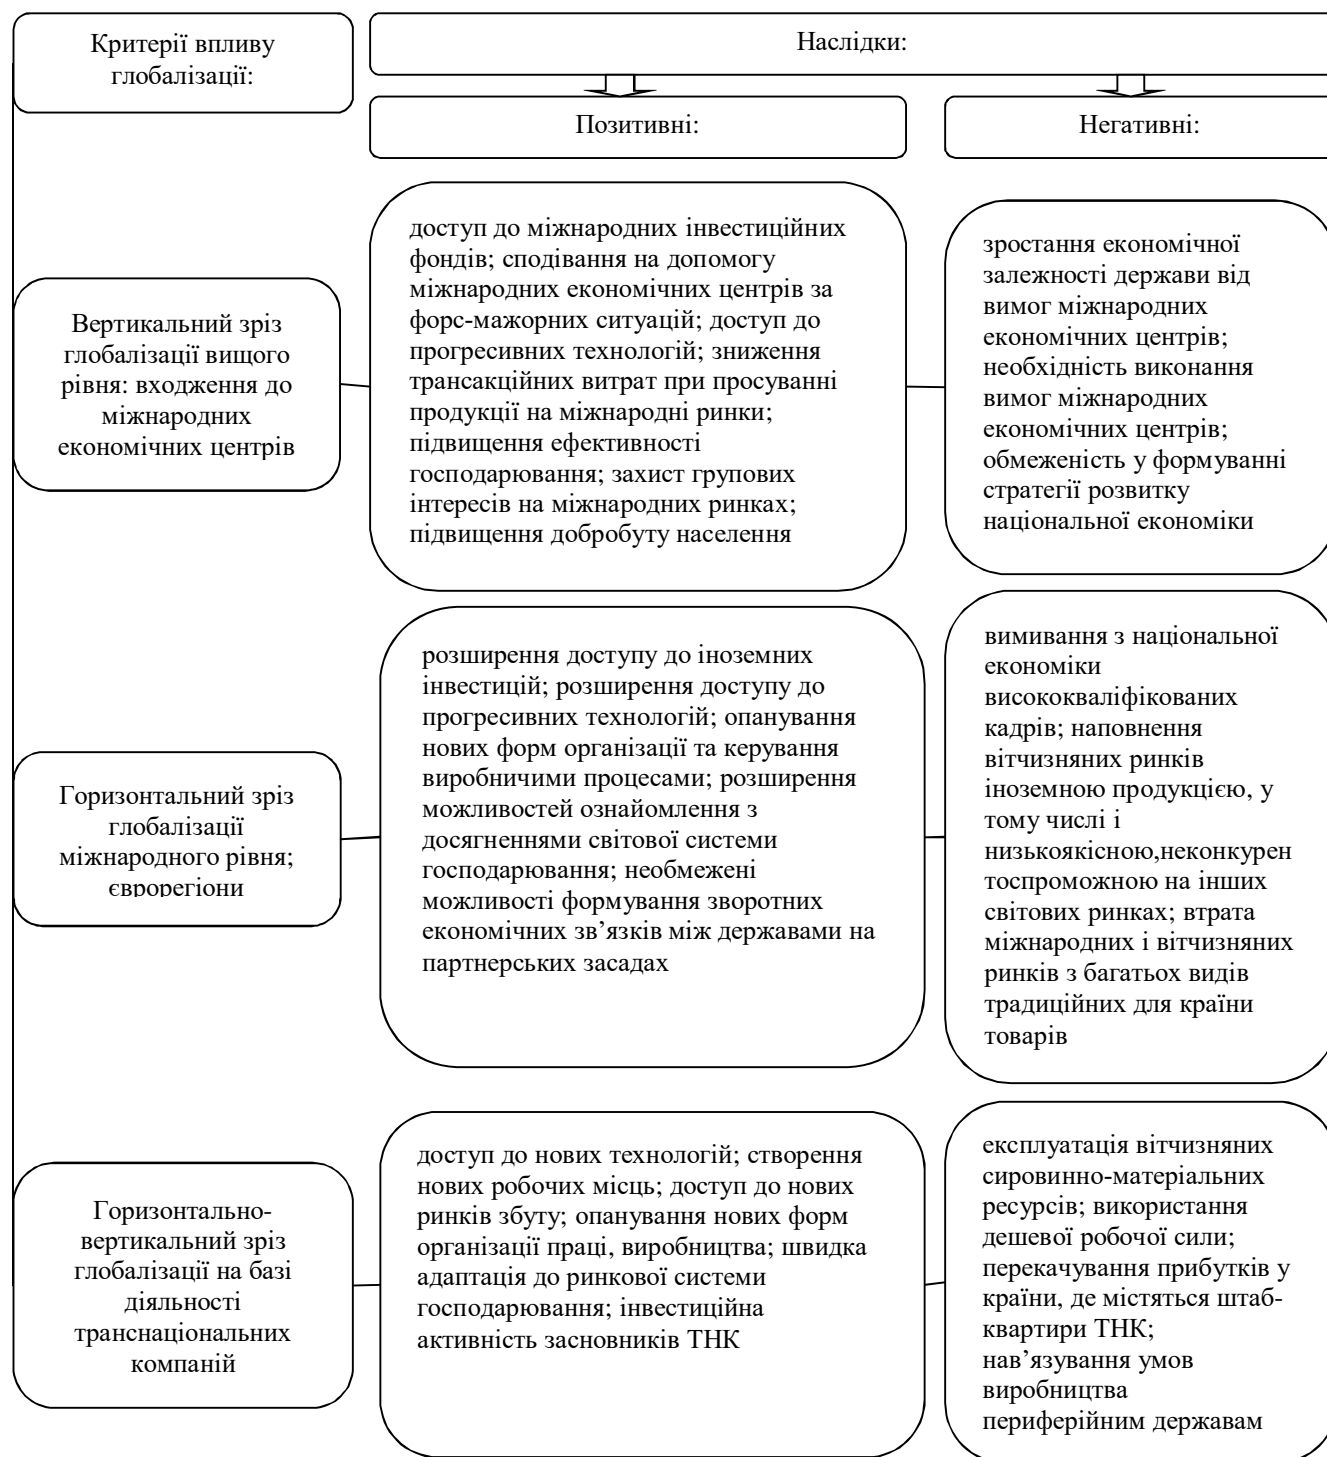 Критерії впливу
глобалізації:
Наслідки:
Позитивні:
Негативні:
Вертикальний зріз
глобалізації вищого
рівня: входження до
міжнародних
економічних центрів
доступ до міжнародних інвестиційних
фондів; сподівання на допомогу
міжнародних економічних центрів за
форс-мажорних ситуацій; доступ до
прогресивних технологій; зниження
трансакційних витрат при просуванні
продукції на міжнародні ринки;
підвищення ефективності
господарювання; захист групових
інтересів на міжнародних ринках;
підвищення добробуту населення
зростання економічної
залежності держави від
вимог міжнародних
економічних центрів;
необхідність виконання
вимог міжнародних
економічних центрів;
обмеженість у формуванні
стратегії розвитку
національної економіки
Горизонтальний зріз
глобалізації
міжнародного рівня;
єврорегіони
розширення доступу до іноземних
інвестицій; розширення доступу до
прогресивних технологій; опанування
нових форм організації та керування
виробничими процесами; розширення
можливостей ознайомлення з
досягненнями світової системи
господарювання; необмежені
можливості формування зворотних
економічних зв’язків між державами на
партнерських засадах
вимивання з національної
економіки
висококваліфікованих
кадрів; наповнення
вітчизняних ринків
іноземною продукцією, у
тому числі і
низькоякісною,неконкурен
тоспроможною на інших
світових ринках; втрата
міжнародних і вітчизняних
ринків з багатьох видів
традиційних для країни
товарів
Горизонтально-
вертикальний зріз
глобалізації на базі
діяльності
транснаціональних
компаній
доступ до нових технологій; створення
нових робочих місць; доступ до нових
ринків збуту; опанування нових форм
організації праці, виробництва; швидка
адаптація до ринкової системи
господарювання; інвестиційна
активність засновників ТНК
експлуатація вітчизняних
сировинно-матеріальних
ресурсів; використання
дешевої робочої сили;
перекачування прибутків у
країни, де містяться штаб-
квартири ТНК;
нав’язування умов
виробництва
периферійним державам